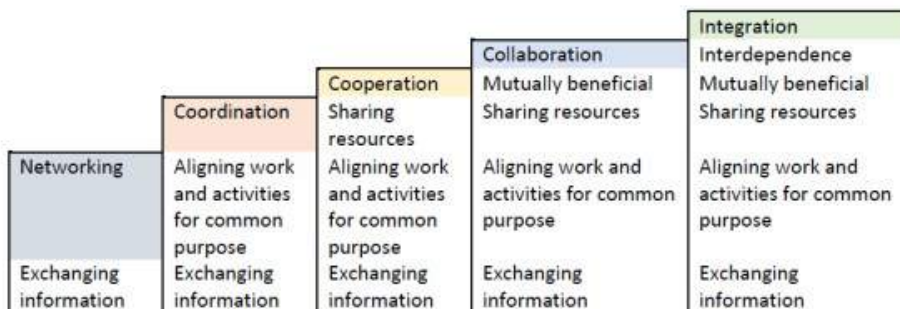 Networking
Exchanging
information
Coordination
Aligning work
and activities
for common
purpose
Exchanging
information
Cooperation
Sharing
resources
Aligning work
and activities
for common
purpose
Exchanging
information
Collaboration
Mutually beneficial
Sharing resources
Aligning work and
activities for common
purpose
Exchanging
information
Integration
Interdependence
Mutually beneficial
Sharing resources
Aligning work and
activities for common
purpose
Exchanging
information